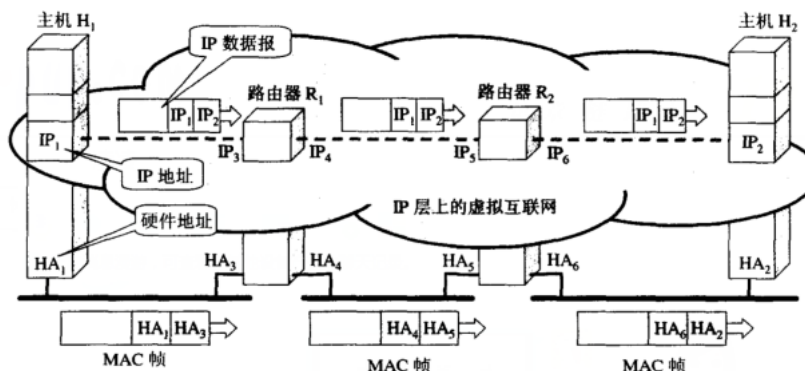 主机 H₁
主机 H₂
IP 数据报
路由器 R₁
路由器 R₂
IP₁ IP₂
IP₁ IP₂
IP₁ IP₂
IP₁
IP₃
IP₄
IP₅
IP₆
IP₂
IP 地址
硬件地址
IP 层上的虚拟互联网
HA₁
HA₃
HA₄
HA₅
HA₆
HA₂
HA₁ HA₃
HA₄ HA₅
HA₆ HA₂
MAC 帧
MAC 帧
MAC 帧